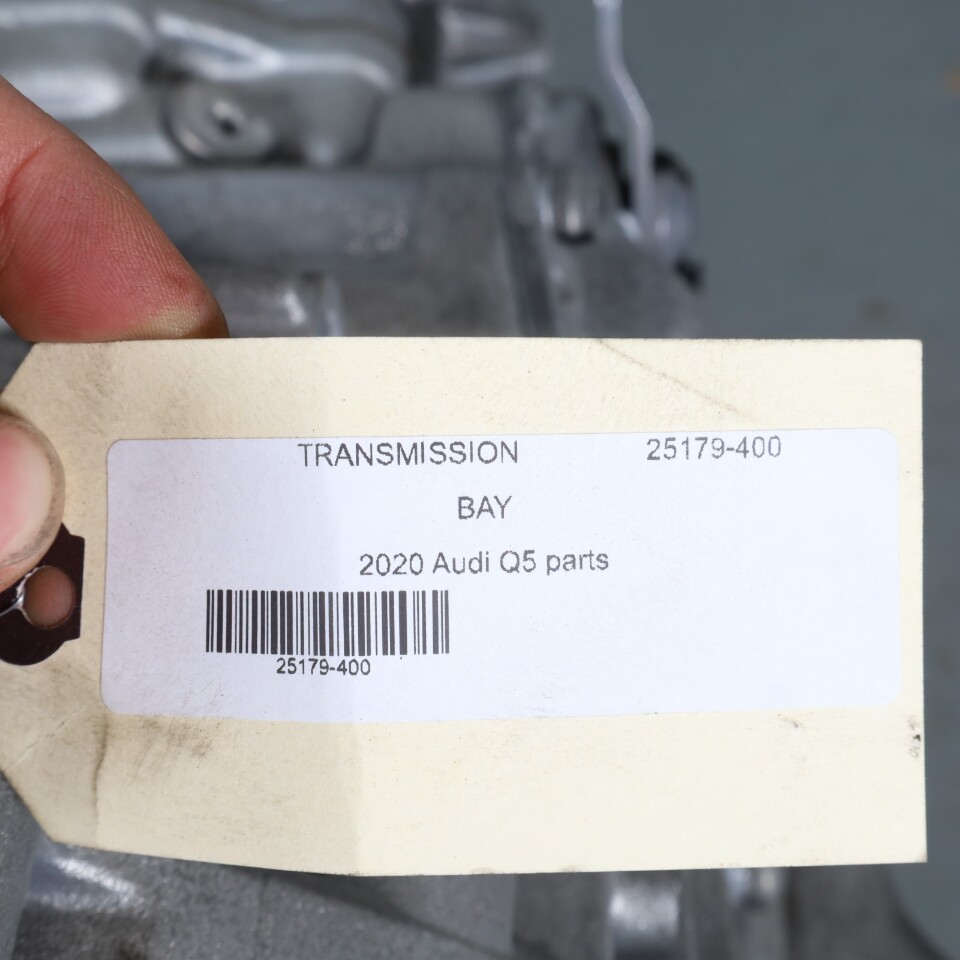 TRANSMISSION 25179-400
BAY
2020 Audi Q5 parts
25179-400